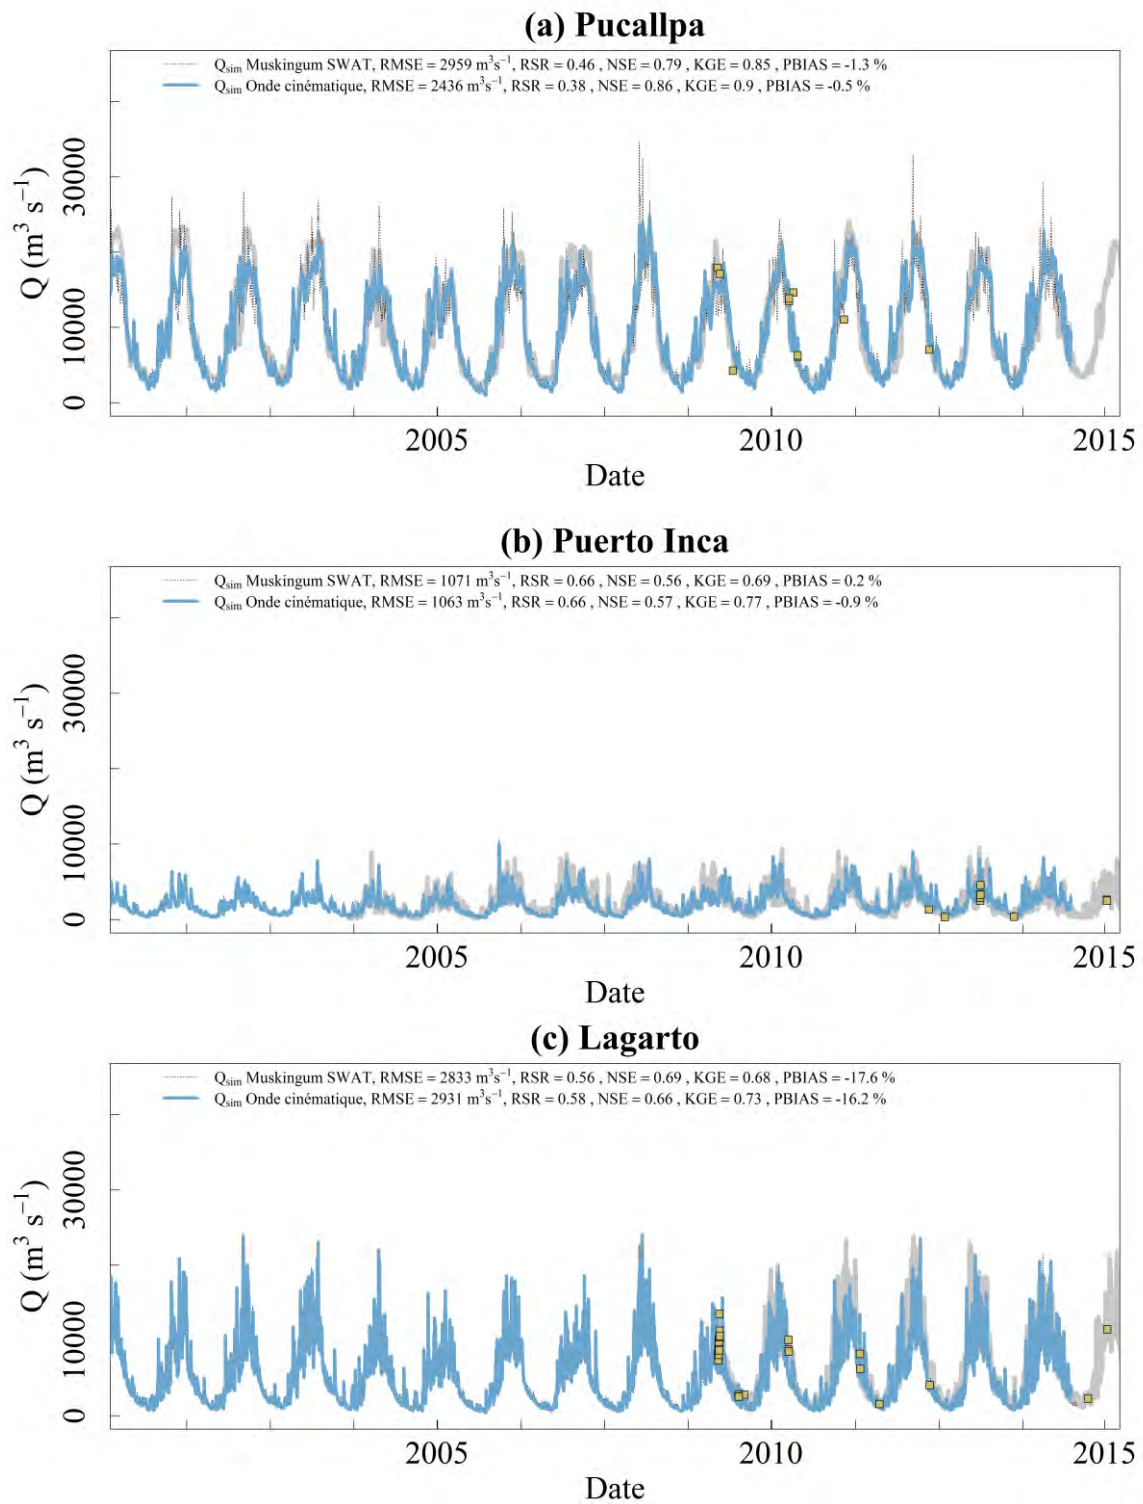 (a) Pucallpa
Q_sim Muskingum SWAT, RMSE = 2959 m³s⁻¹, RSR = 0.46 , NSE = 0.79 , KGE = 0.85 , PBIAS = -1.3 %
Q_sim Onde cinématique, RMSE = 2436 m³s⁻¹, RSR = 0.38 , NSE = 0.86 , KGE = 0.9 , PBIAS = -0.5 %
Q (m³ s⁻¹)
30000
10000
0
2005 2010 2015
Date
(b) Puerto Inca
Q_sim Muskingum SWAT, RMSE = 1071 m³s⁻¹, RSR = 0.66 , NSE = 0.56 , KGE = 0.69 , PBIAS = 0.2 %
Q_sim Onde cinématique, RMSE = 1063 m³s⁻¹, RSR = 0.66 , NSE = 0.57 , KGE = 0.77 , PBIAS = -0.9 %
Q (m³ s⁻¹)
30000
10000
0
2005 2010 2015
Date
(c) Lagarto
Q_sim Muskingum SWAT, RMSE = 2833 m³s⁻¹, RSR = 0.56 , NSE = 0.69 , KGE = 0.68 , PBIAS = -17.6 %
Q_sim Onde cinématique, RMSE = 2931 m³s⁻¹, RSR = 0.58 , NSE = 0.66 , KGE = 0.73 , PBIAS = -16.2 %
Q (m³ s⁻¹)
30000
10000
0
2005 2010 2015
Date